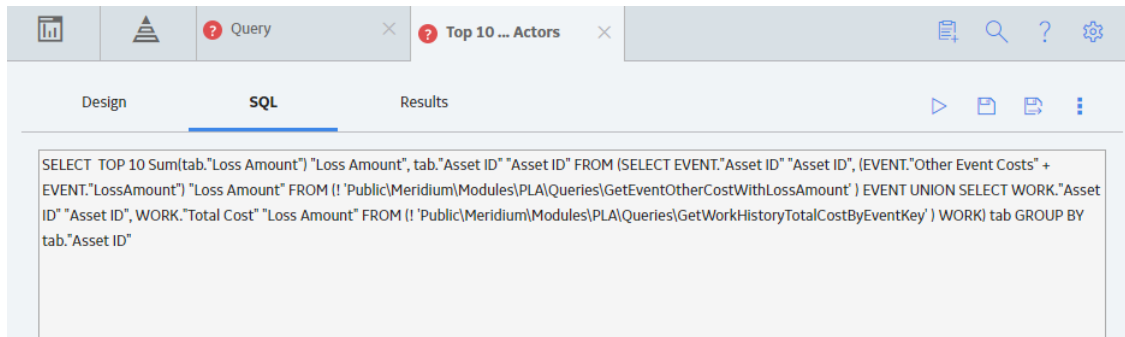 Query
Top 10 ... Actors
Design
SQL
Results
SELECT TOP 10 Sum(tab."Loss Amount") "Loss Amount", tab."Asset ID" "Asset ID" FROM (SELECT EVENT."Asset ID" "Asset ID", (EVENT."Other Event Costs" +
EVENT."LossAmount") "Loss Amount" FROM (! 'Public\Meridium\Modules\PLA\Queries\GetEventOtherCostWithLossAmount' ) EVENT UNION SELECT WORK."Asset
ID" "Asset ID", WORK."Total Cost" "Loss Amount" FROM (! 'Public\Meridium\Modules\PLA\Queries\GetWorkHistoryTotalCostByEventKey' ) WORK) tab GROUP BY
tab."Asset ID"